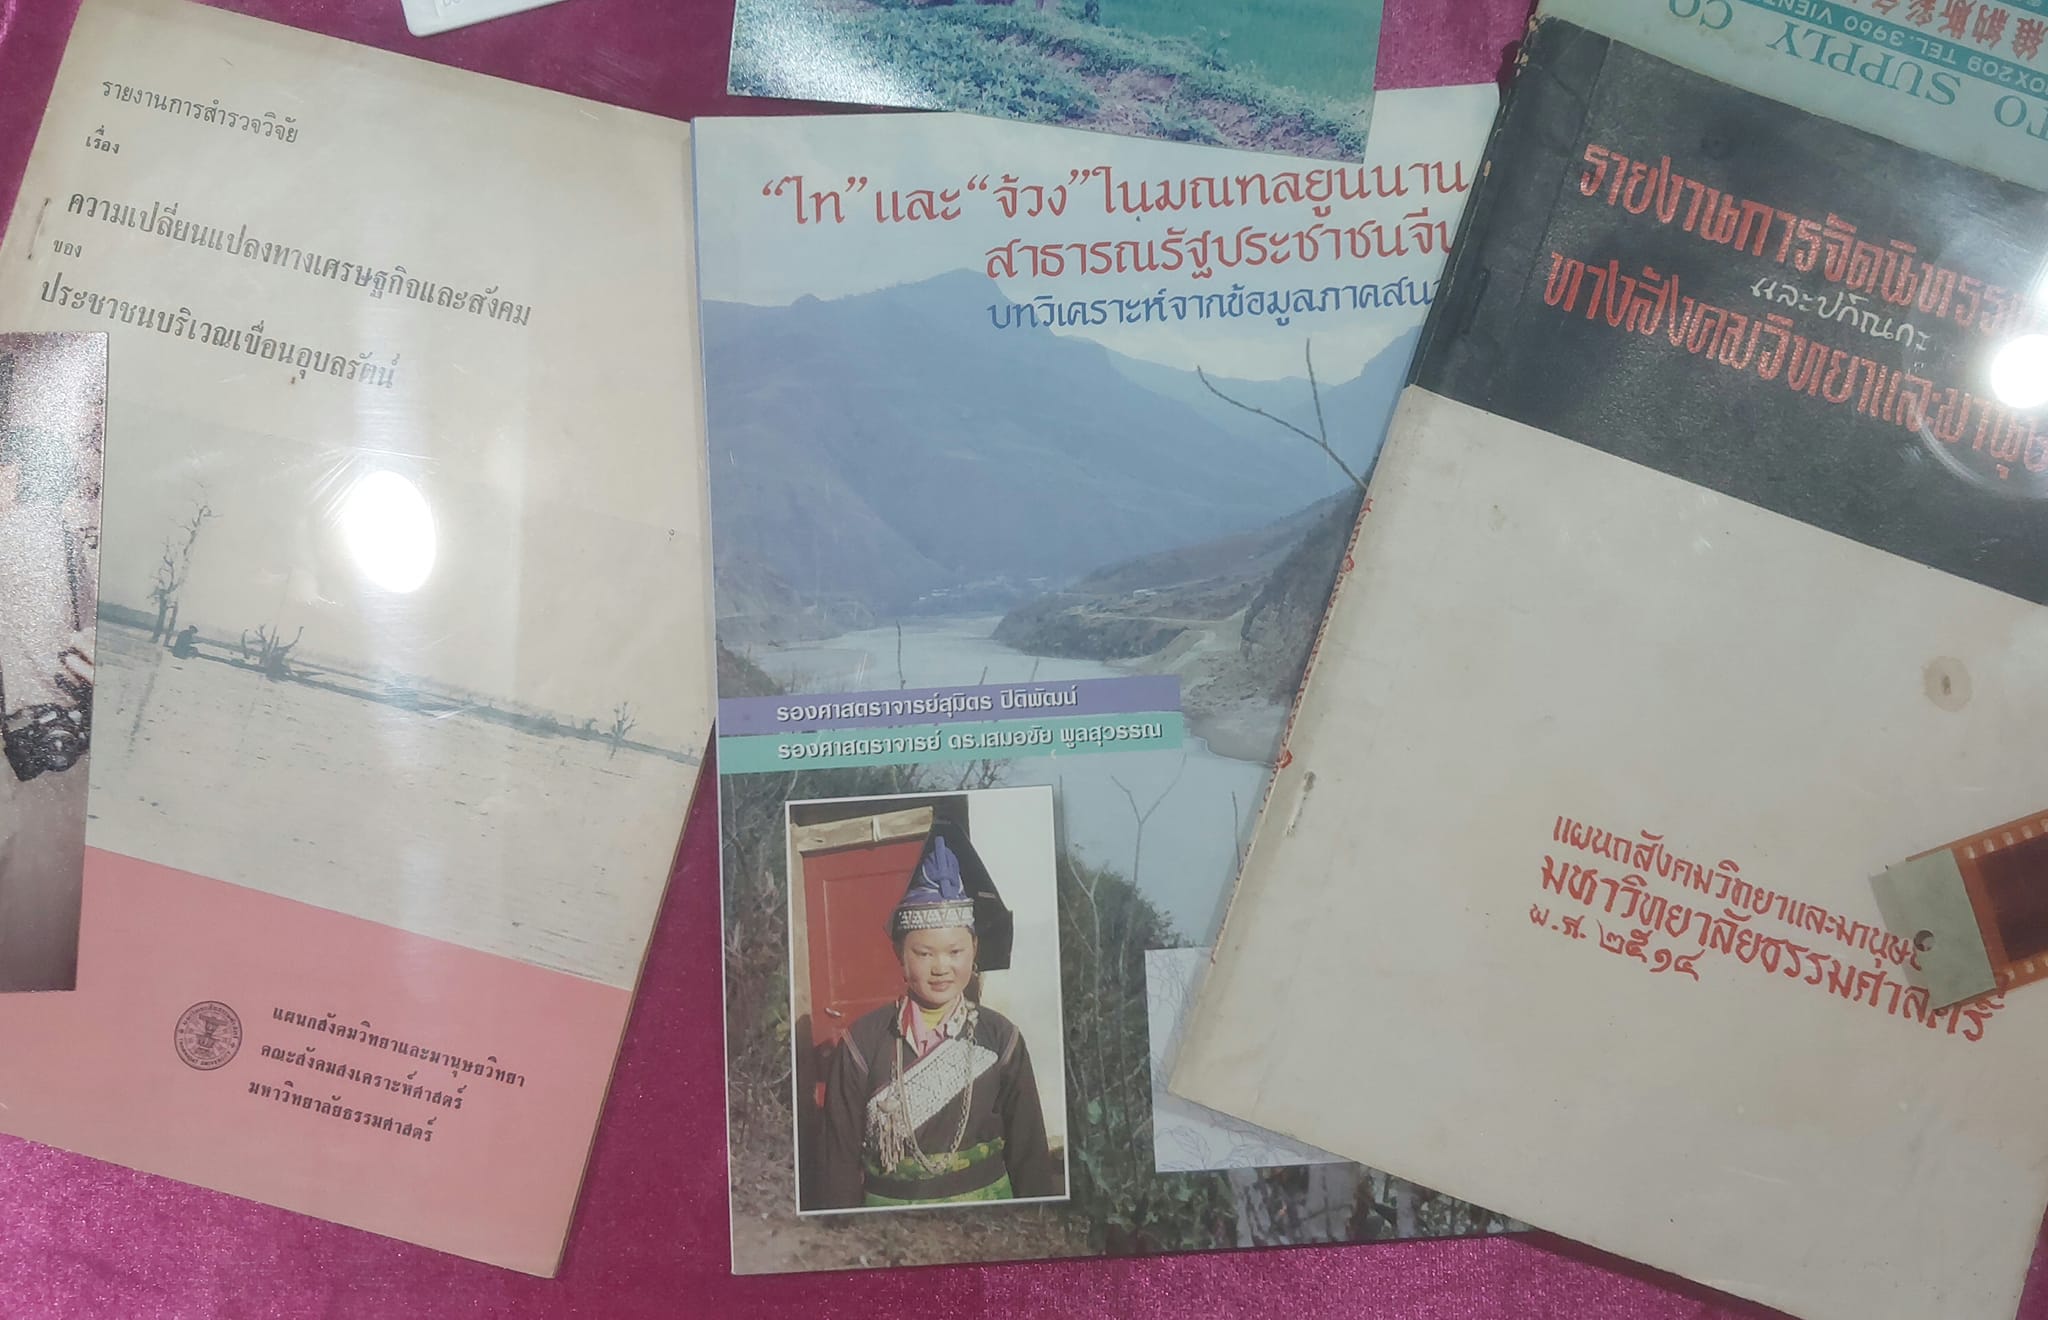 รายงานการสำรวจวิจัย
เรื่อง
ความเปลี่ยนแปลงทางเศรษฐกิจและสังคม
ของ
ประชาชนบริเวณเขื่อนอุบลรัตน์
แผนกสังคมวิทยาและมานุษยวิทยา
คณะสังคมสงเคราะห์ศาสตร์
มหาวิทยาลัยธรรมศาสตร์
“ไท” และ “จ้วง” ในมณฑลยูนนาน
สาธารณรัฐประชาชนจีน
บทวิเคราะห์จากข้อมูลภาคสน
รองศาสตราจารย์สุมิตร ปิติพัฒน์
รองศาสตราจารย์ ดร.เสมอชัย พูลสุวรรณ
TO SUPPLY CO
OX209 TEL.3960 VIENT
รายงานการจัดพิพิธ
และปกิณกะ
ทางสังคมวิทยาและมานุษ
แผนกสังคมวิทยาและมานุษะ
มหาวิทยาลัยธรรมศาสตร์
พ.ศ. ๒๕๑๔